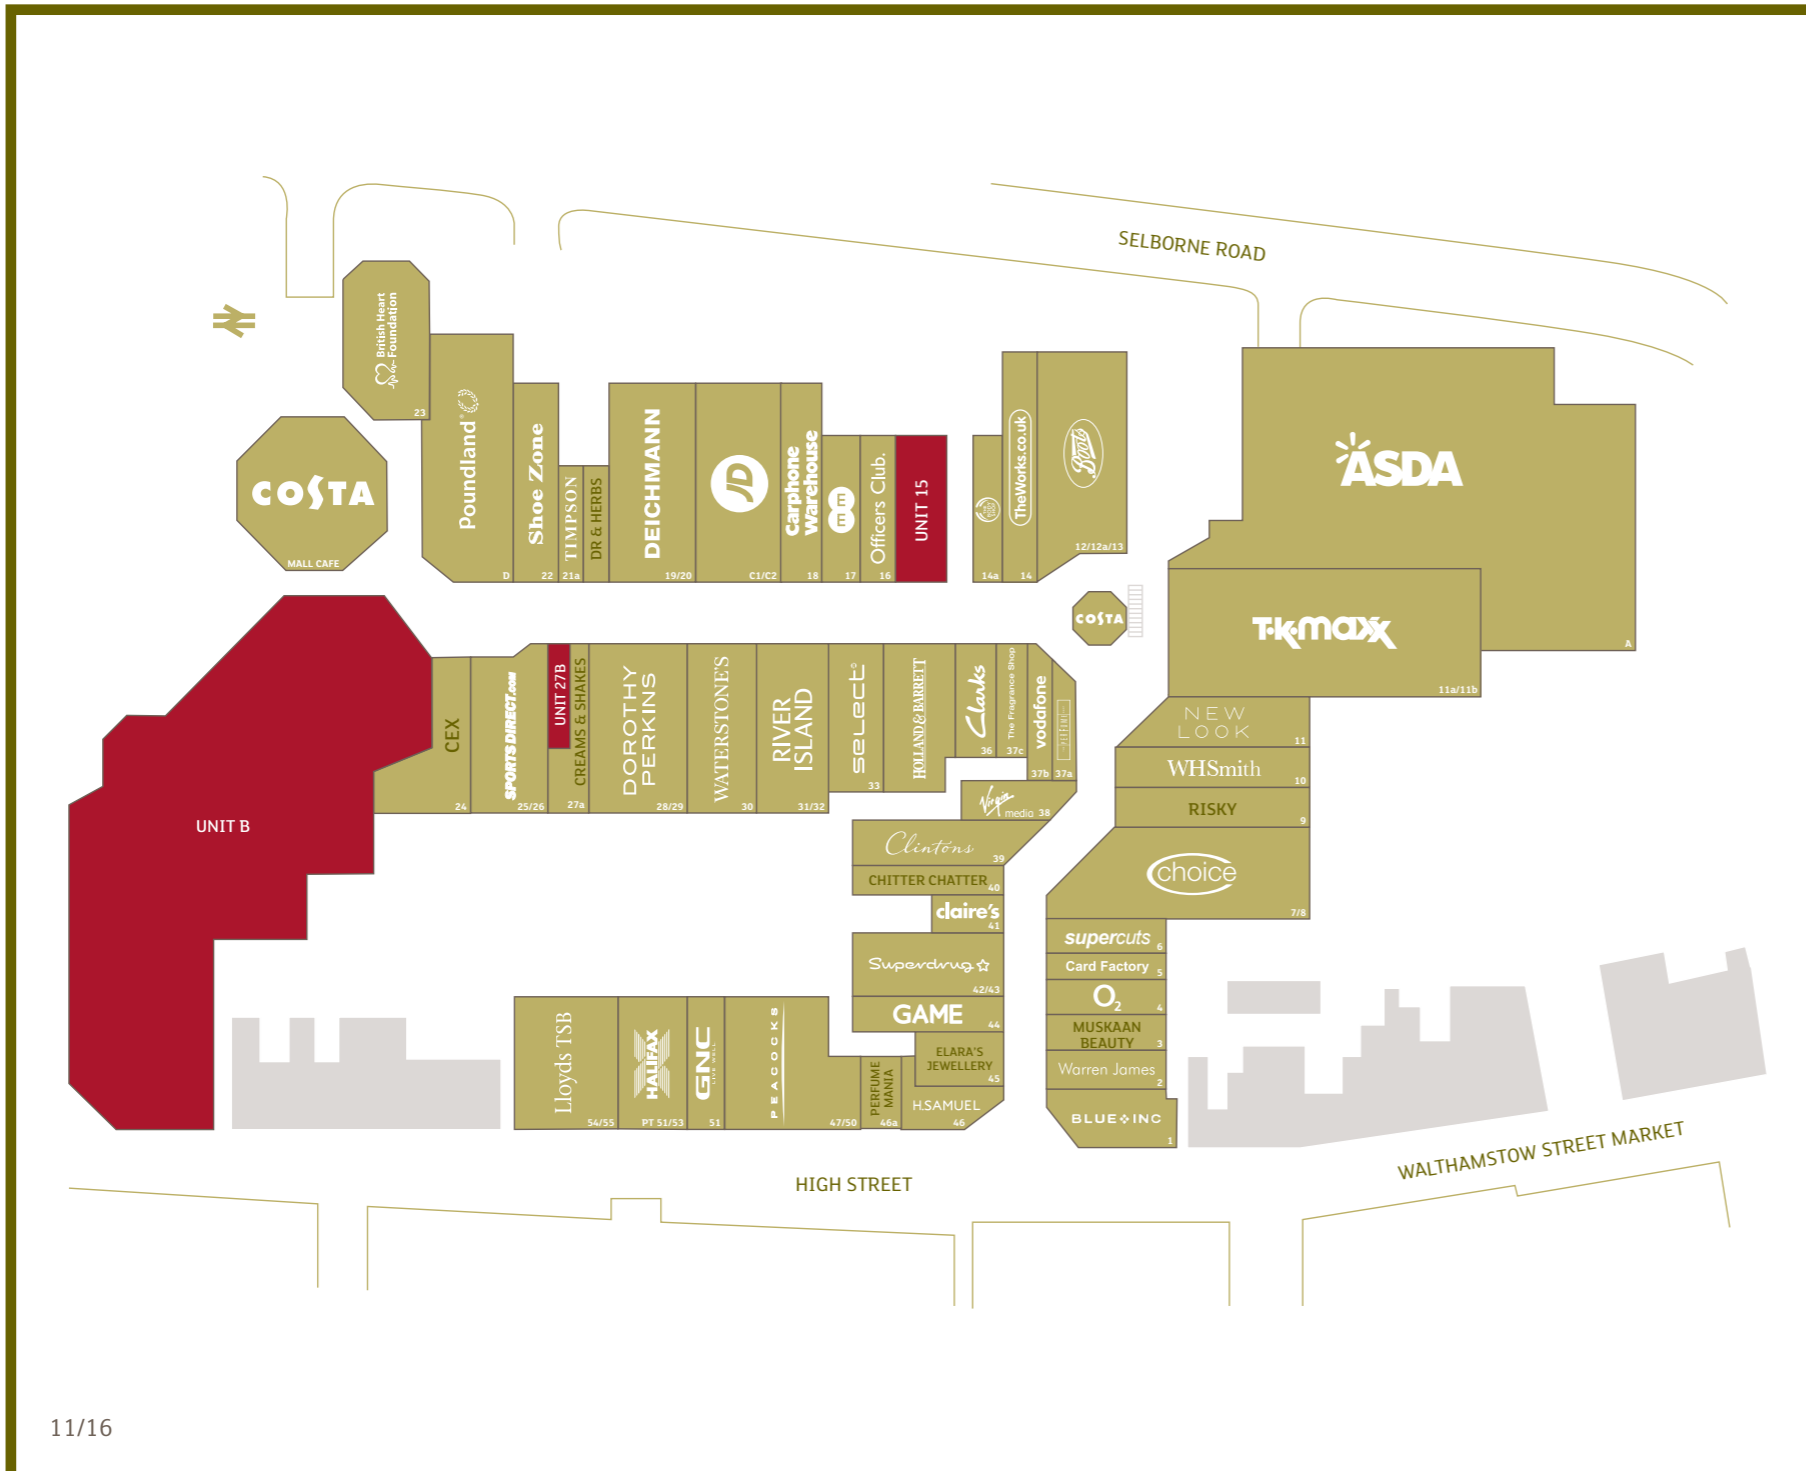 SELBORNE ROAD
British Heart
Foundation
23
COSTA
MALL CAFE
Poundland
D
Shoe Zone
22
TIMPSON
21a
DR & HERBS
DEICHMANN
19/20
JD
C1/C2
Carphone
Warehouse
18
EE
17
Officers Club.
16
UNIT 15
14a
TheWorks.co.uk
14
Boots
12/12a/13
ASDA
A
COSTA
T·K·maxx
11a/11b
UNIT B
CEX
24
SPORTSDIRECT.com
25/26
UNIT 27B
CREAMS & SHAKES
27a
DOROTHY
PERKINS
28/29
WATERSTONE'S
30
RIVER
ISLAND
31/32
SELECT
33
HOLLAND & BARRETT
Clarks
36
The Fragrance Shop
37c
vodafone
37b
37a
Virgin
media
38
Clintons
39
CHITTER CHATTER
40
claire's
41
Superdrug
42/43
GAME
44
ELARA'S
JEWELLERY
45
H.SAMUEL
46
PERFUME
MANIA
46a
PEACOCKS
47/50
GNC
LIVE WELL
51
HALIFAX
PT 51/53
Lloyds TSB
54/55
NEW
LOOK
11
WHSmith
10
RISKY
9
choice
7/8
supercuts
6
Card Factory
5
O2
4
MUSKAAN
BEAUTY
3
Warren James
2
BLUE INC
1
HIGH STREET
WALTHAMSTOW STREET MARKET
11/16